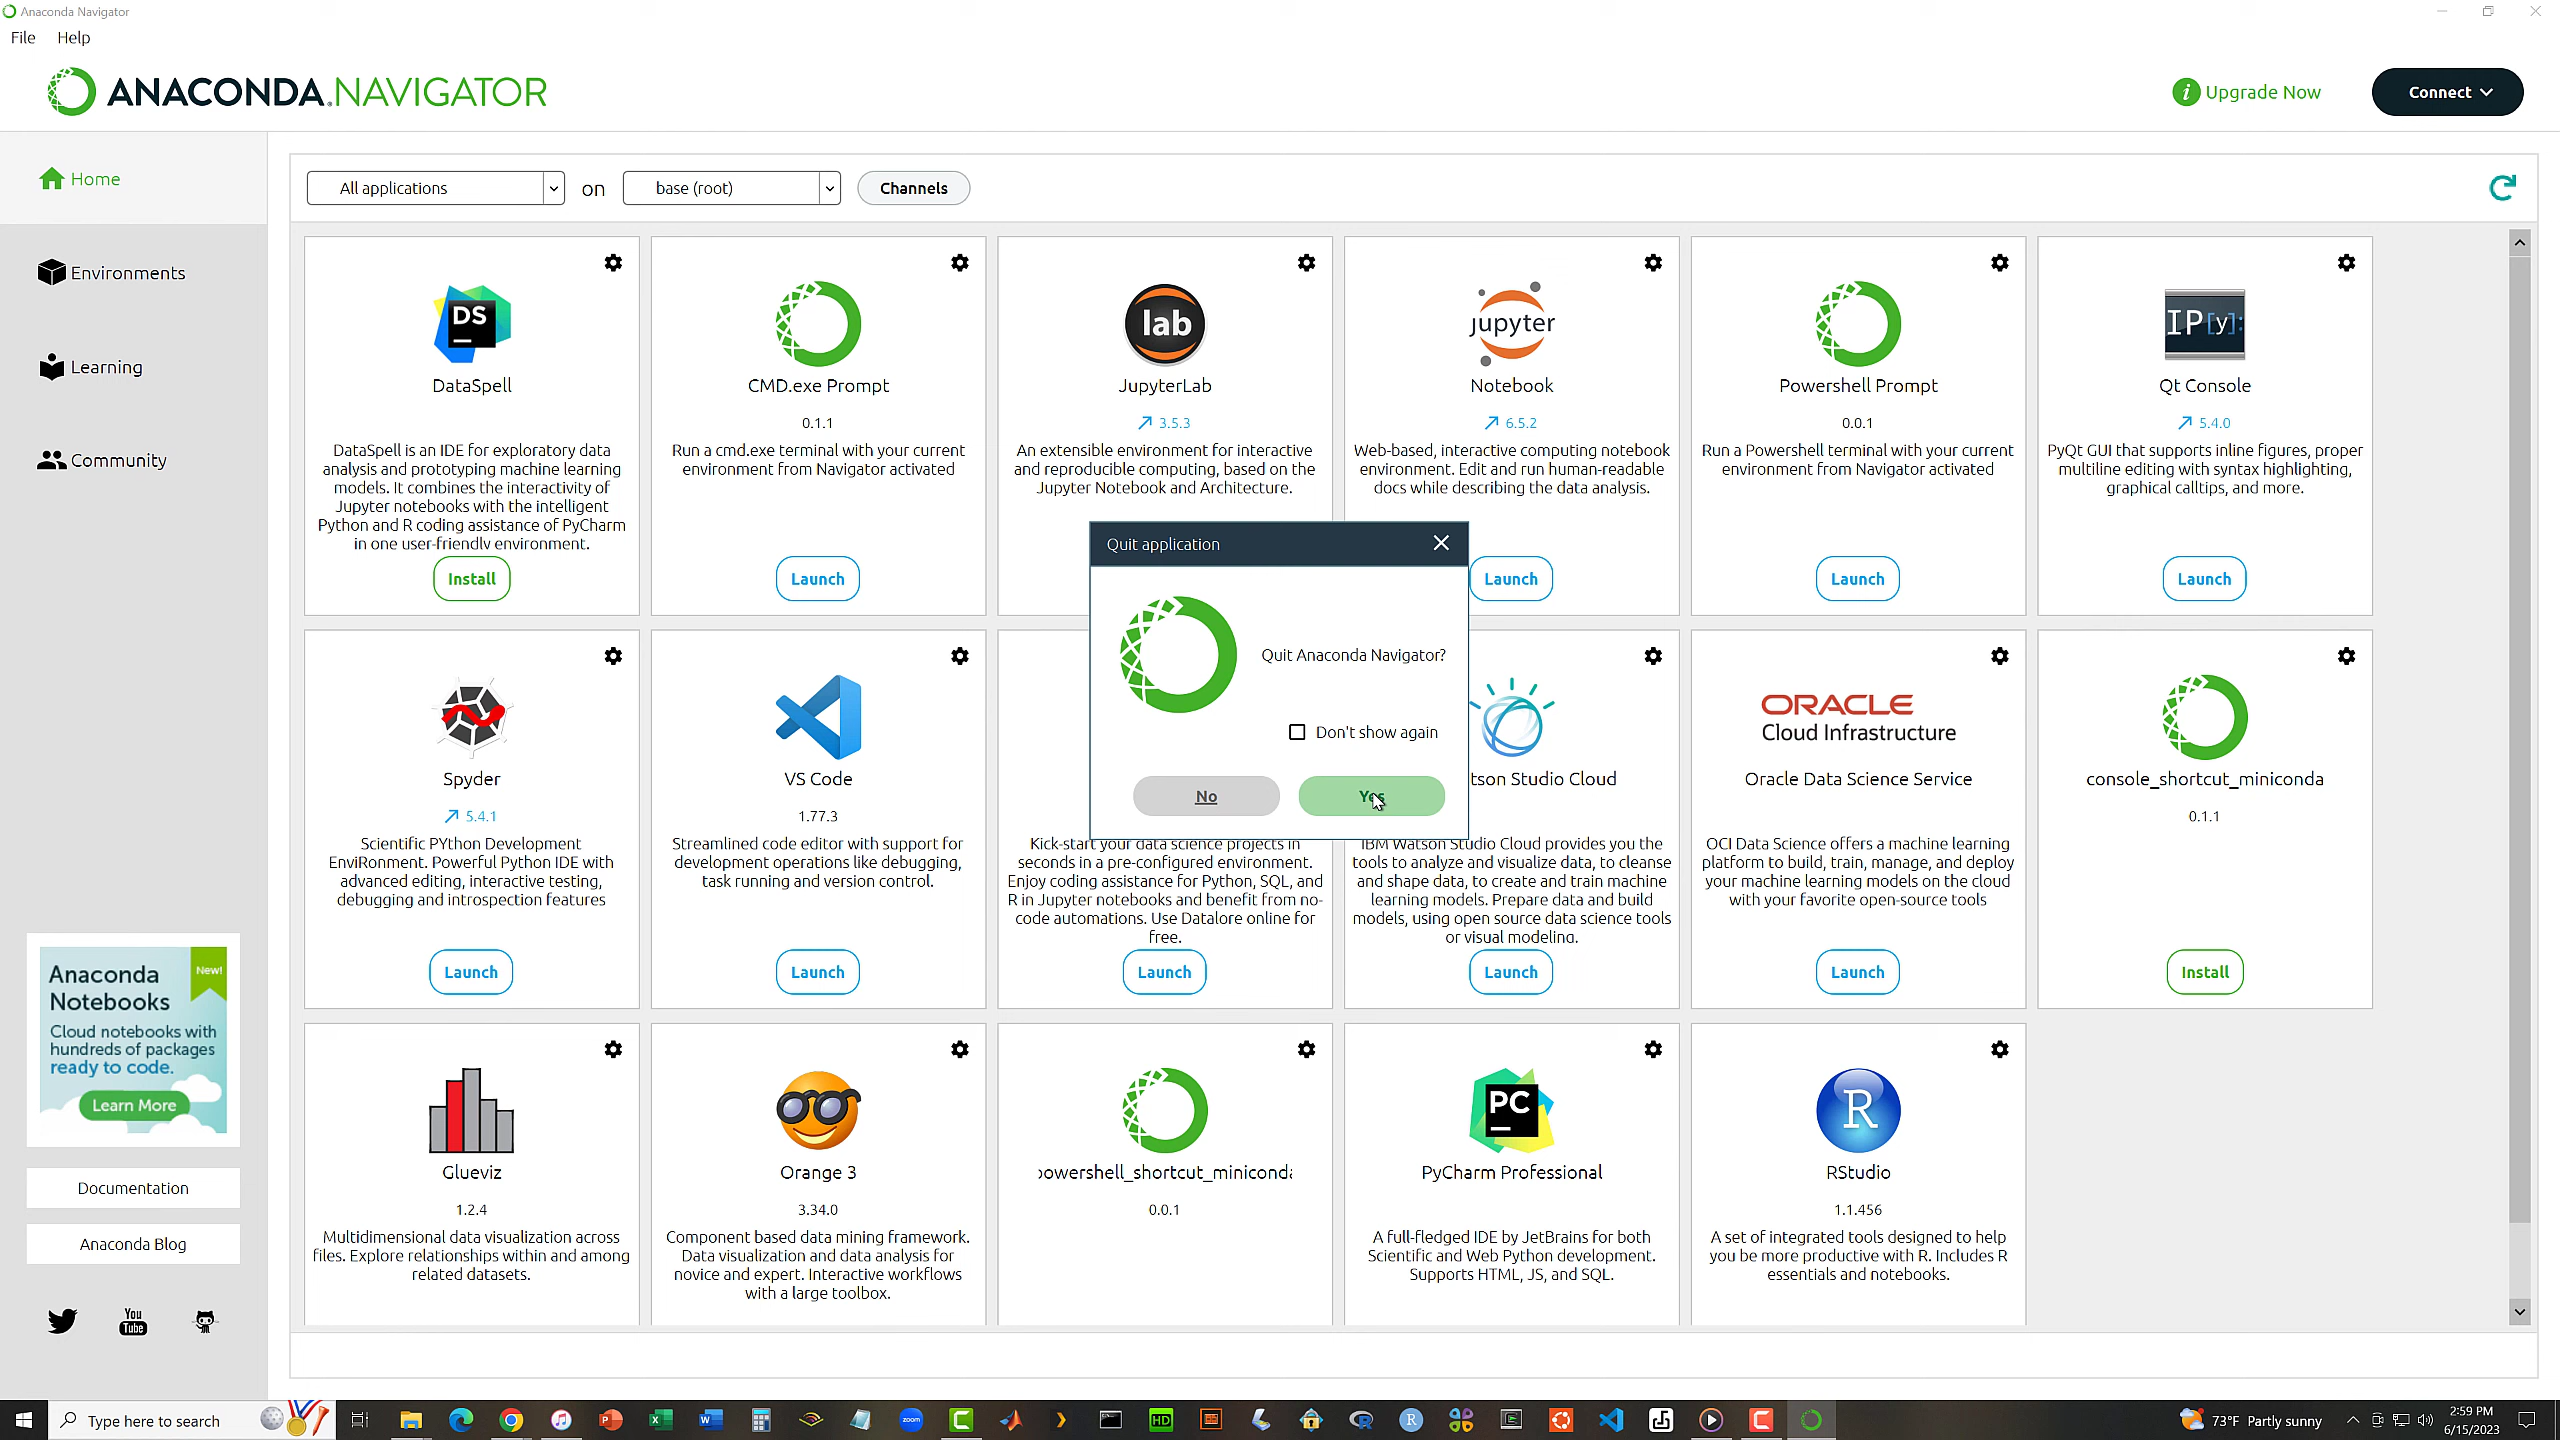 Anaconda Navigator
File Help
ANACONDA.NAVIGATOR
i Upgrade Now
Connect
Home
Environments
Learning
Community
All applications on base (root) Channels
DS
DataSpell
DataSpell is an IDE for exploratory data
analysis and prototyping machine learning
models. It combines the interactivity of
Jupyter notebooks with the intelligent
Python and R coding assistance of PyCharm
in one user-friendly environment.
Install
CMD.exe Prompt
0.1.1
Run a cmd.exe terminal with your current
environment from Navigator activated
Launch
lab
JupyterLab
3.5.3
An extensible environment for interactive
and reproducible computing, based on the
Jupyter Notebook and Architecture.
jupyter
Notebook
6.5.2
Web-based, interactive computing notebook
environment. Edit and run human-readable
docs while describing the data analysis.
Launch
Powershell Prompt
0.0.1
Run a Powershell terminal with your current
environment from Navigator activated
Launch
IP[y]:
Qt Console
5.4.0
PyQt GUI that supports inline figures, proper
multiline editing with syntax highlighting,
graphical calltips, and more.
Launch
Quit application
Quit Anaconda Navigator?
Don't show again
No Yes
Spyder
5.4.1
Scientific PYthon Development
EnviRonment. Powerful Python IDE with
advanced editing, interactive testing,
debugging and introspection features
Launch
VS Code
1.77.3
Streamlined code editor with support for
development operations like debugging,
task running and version control.
Launch
Kick-start your data science projects in
seconds in a pre-configured environment.
Enjoy coding assistance for Python, SQL, and
R in Jupyter notebooks and benefit from no-
code automations. Use Datalore online for
free.
Launch
tson Studio Cloud
IBM Watson Studio Cloud provides you the
tools to analyze and visualize data, to cleanse
and shape data, to create and train machine
learning models. Prepare data and build
models, using open source data science tools
or visual modeling.
Launch
ORACLE
Cloud Infrastructure
Oracle Data Science Service
OCI Data Science offers a machine learning
platform to build, train, manage, and deploy
your machine learning models on the cloud
with your favorite open-source tools
Launch
console_shortcut_miniconda
0.1.1
Install
Glueviz
1.2.4
Multidimensional data visualization across
files. Explore relationships within and among
related datasets.
Orange 3
3.34.0
Component based data mining framework.
Data visualization and data analysis for
novice and expert. Interactive workflows
with a large toolbox.
powershell_shortcut_miniconda
0.0.1
PC
PyCharm Professional
A full-fledged IDE by JetBrains for both
Scientific and Web Python development.
Supports HTML, JS, and SQL.
R
RStudio
1.1.456
A set of integrated tools designed to help
you be more productive with R. Includes R
essentials and notebooks.
New!
Anaconda
Notebooks
Cloud notebooks with
hundreds of packages
ready to code.
Learn More
Documentation
Anaconda Blog
You
Tube
Type here to search
zoom
HD
73°F Partly sunny
2:59 PM
6/15/2023